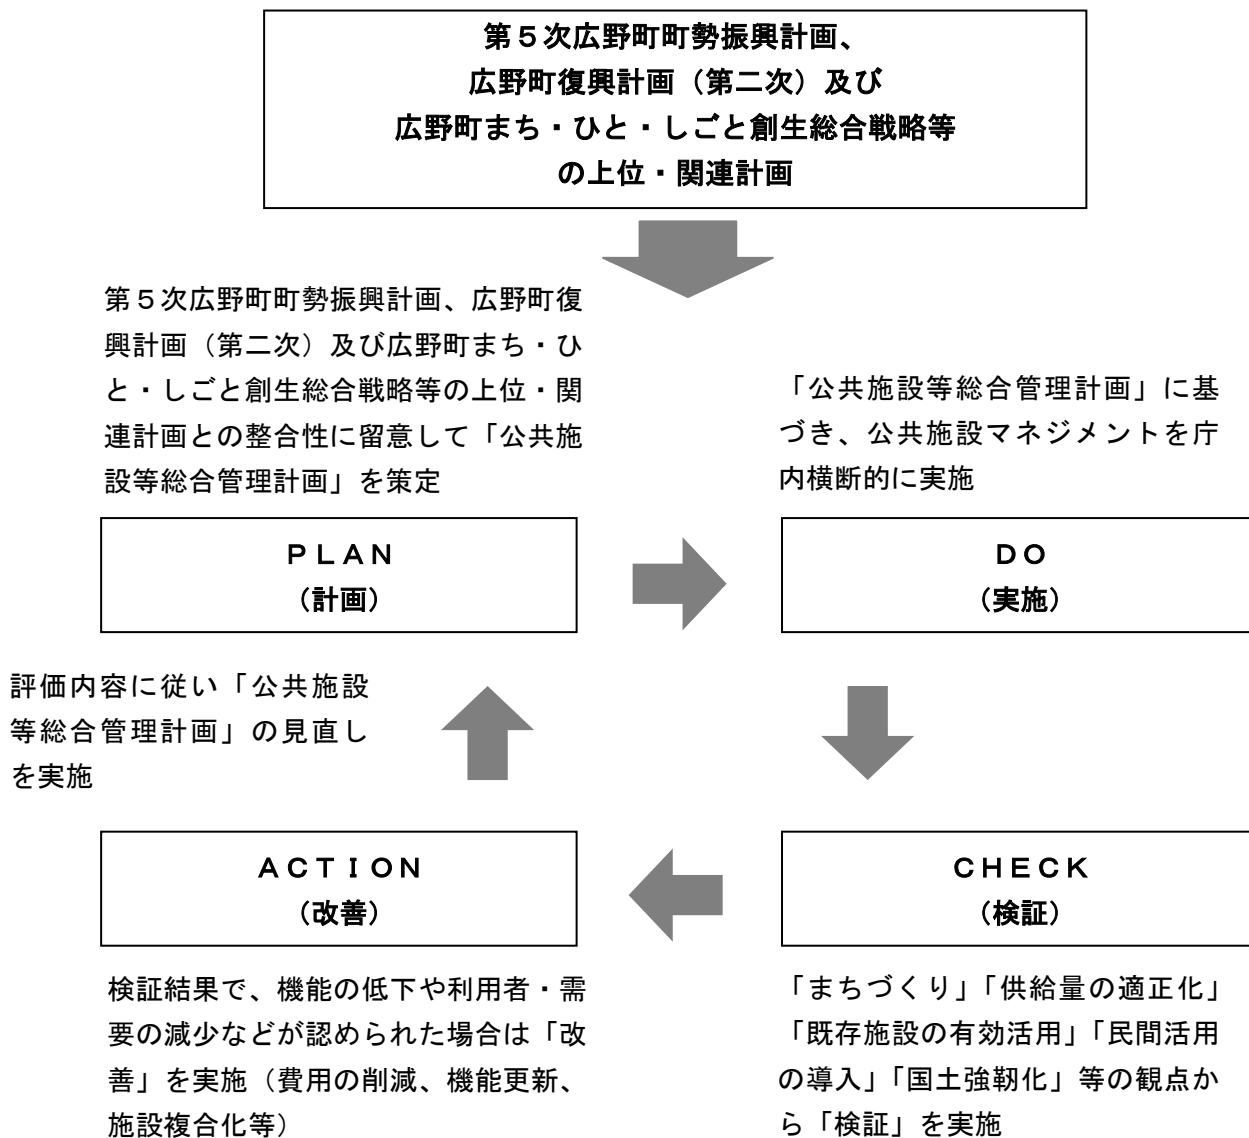 第５次広野町町勢振興計画、
広野町復興計画（第二次）及び
広野町まち・ひと・しごと創生総合戦略等
の上位・関連計画
第５次広野町町勢振興計画、広野町復
興計画（第二次）及び広野町まち・ひ
と・しごと創生総合戦略等の上位・関
連計画との整合性に留意して「公共施
設等総合管理計画」を策定
「公共施設等総合管理計画」に基
づき、公共施設マネジメントを庁
内横断的に実施
ＰＬＡＮ
（計画）
ＤＯ
（実施）
評価内容に従い「公共施設
等総合管理計画」の見直し
を実施
ＡＣＴＩＯＮ
（改善）
ＣＨＥＣＫ
（検証）
検証結果で、機能の低下や利用者・需
要の減少などが認められた場合は「改
善」を実施（費用の削減、機能更新、
施設複合化等）
「まちづくり」「供給量の適正化」
「既存施設の有効活用」「民間活用
の導入」「国土強靭化」等の観点か
ら「検証」を実施